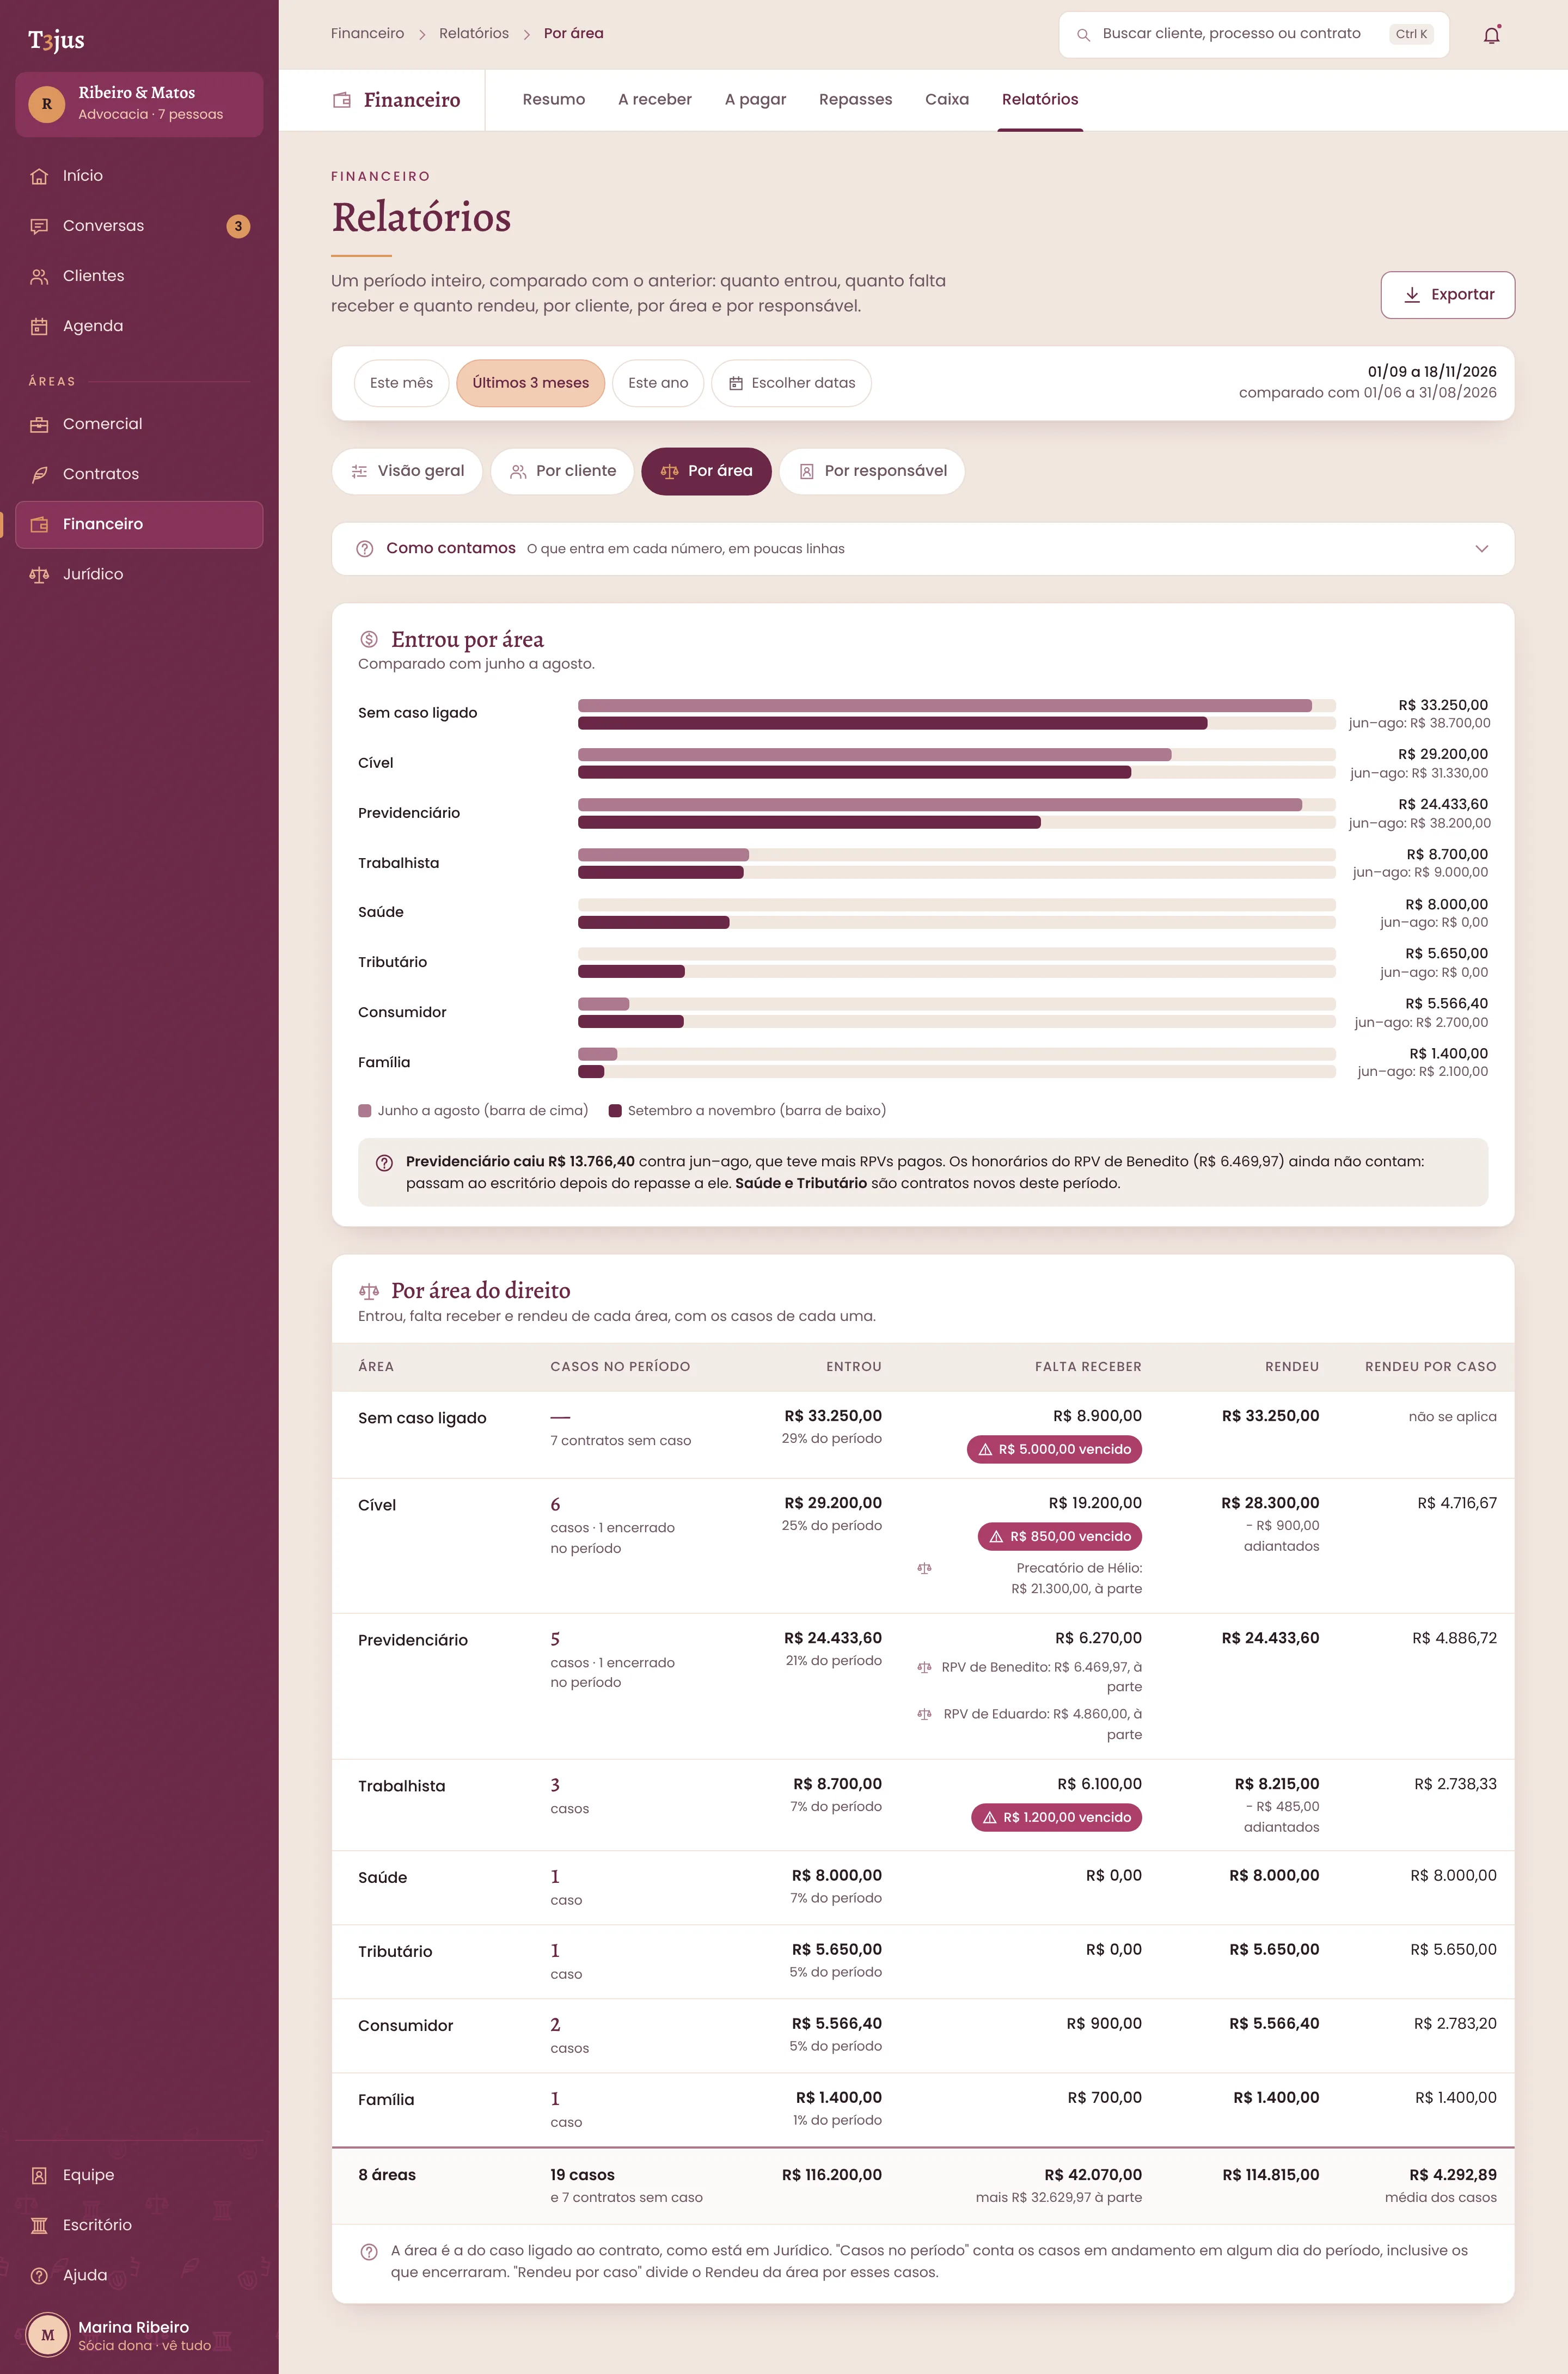 T3jus
R
Ribeiro & Matos
Advocacia · 7 pessoas
Início
Conversas
3
Clientes
Agenda
ÁREAS
Comercial
Contratos
Financeiro
Jurídico
Equipe
Escritório
Ajuda
M
Marina Ribeiro
Sócia dona · vê tudo
Financeiro
Relatórios
Por área
Buscar cliente, processo ou contrato
Ctrl K
Financeiro
Resumo
A receber
A pagar
Repasses
Caixa
Relatórios
FINANCEIRO
Relatórios
Um período inteiro, comparado com o anterior: quanto entrou, quanto falta
receber e quanto rendeu, por cliente, por área e por responsável.
Exportar
Este mês
Últimos 3 meses
Este ano
Escolher datas
01/09 a 18/11/2026
comparado com 01/06 a 31/08/2026
Visão geral
Por cliente
Por área
Por responsável
Como contamos O que entra em cada número, em poucas linhas
Entrou por área
Comparado com junho a agosto.
Sem caso ligado
R$ 33.250,00
jun–ago: R$ 38.700,00
Cível
R$ 29.200,00
jun–ago: R$ 31.330,00
Previdenciário
R$ 24.433,60
jun–ago: R$ 38.200,00
Trabalhista
R$ 8.700,00
jun–ago: R$ 9.000,00
Saúde
R$ 8.000,00
jun–ago: R$ 0,00
Tributário
R$ 5.650,00
jun–ago: R$ 0,00
Consumidor
R$ 5.566,40
jun–ago: R$ 2.700,00
Família
R$ 1.400,00
jun–ago: R$ 2.100,00
Junho a agosto (barra de cima)
Setembro a novembro (barra de baixo)
Previdenciário caiu R$ 13.766,40 contra jun–ago, que teve mais RPVs pagos. Os honorários do RPV de Benedito (R$ 6.469,97) ainda não contam:
passam ao escritório depois do repasse a ele. Saúde e Tributário são contratos novos deste período.
Por área do direito
Entrou, falta receber e rendeu de cada área, com os casos de cada uma.
ÁREA
CASOS NO PERÍODO
ENTROU
FALTA RECEBER
RENDEU
RENDEU POR CASO
Sem caso ligado
—
7 contratos sem caso
R$ 33.250,00
29% do período
R$ 8.900,00
R$ 5.000,00 vencido
R$ 33.250,00
não se aplica
Cível
6
casos · 1 encerrado
no período
R$ 29.200,00
25% do período
R$ 19.200,00
R$ 850,00 vencido
Precatório de Hélio:
R$ 21.300,00, à parte
R$ 28.300,00
- R$ 900,00
adiantados
R$ 4.716,67
Previdenciário
5
casos · 1 encerrado
no período
R$ 24.433,60
21% do período
R$ 6.270,00
RPV de Benedito: R$ 6.469,97, à
parte
RPV de Eduardo: R$ 4.860,00, à
parte
R$ 24.433,60
R$ 4.886,72
Trabalhista
3
casos
R$ 8.700,00
7% do período
R$ 6.100,00
R$ 1.200,00 vencido
R$ 8.215,00
- R$ 485,00
adiantados
R$ 2.738,33
Saúde
1
caso
R$ 8.000,00
7% do período
R$ 0,00
R$ 8.000,00
R$ 8.000,00
Tributário
1
caso
R$ 5.650,00
5% do período
R$ 0,00
R$ 5.650,00
R$ 5.650,00
Consumidor
2
casos
R$ 5.566,40
5% do período
R$ 900,00
R$ 5.566,40
R$ 2.783,20
Família
1
caso
R$ 1.400,00
1% do período
R$ 700,00
R$ 1.400,00
R$ 1.400,00
8 áreas
19 casos
e 7 contratos sem caso
R$ 116.200,00
R$ 42.070,00
mais R$ 32.629,97 à parte
R$ 114.815,00
R$ 4.292,89
média dos casos
A área é a do caso ligado ao contrato, como está em Jurídico. "Casos no período" conta os casos em andamento em algum dia do período, inclusive os
que encerraram. "Rendeu por caso" divide o Rendeu da área por esses casos.